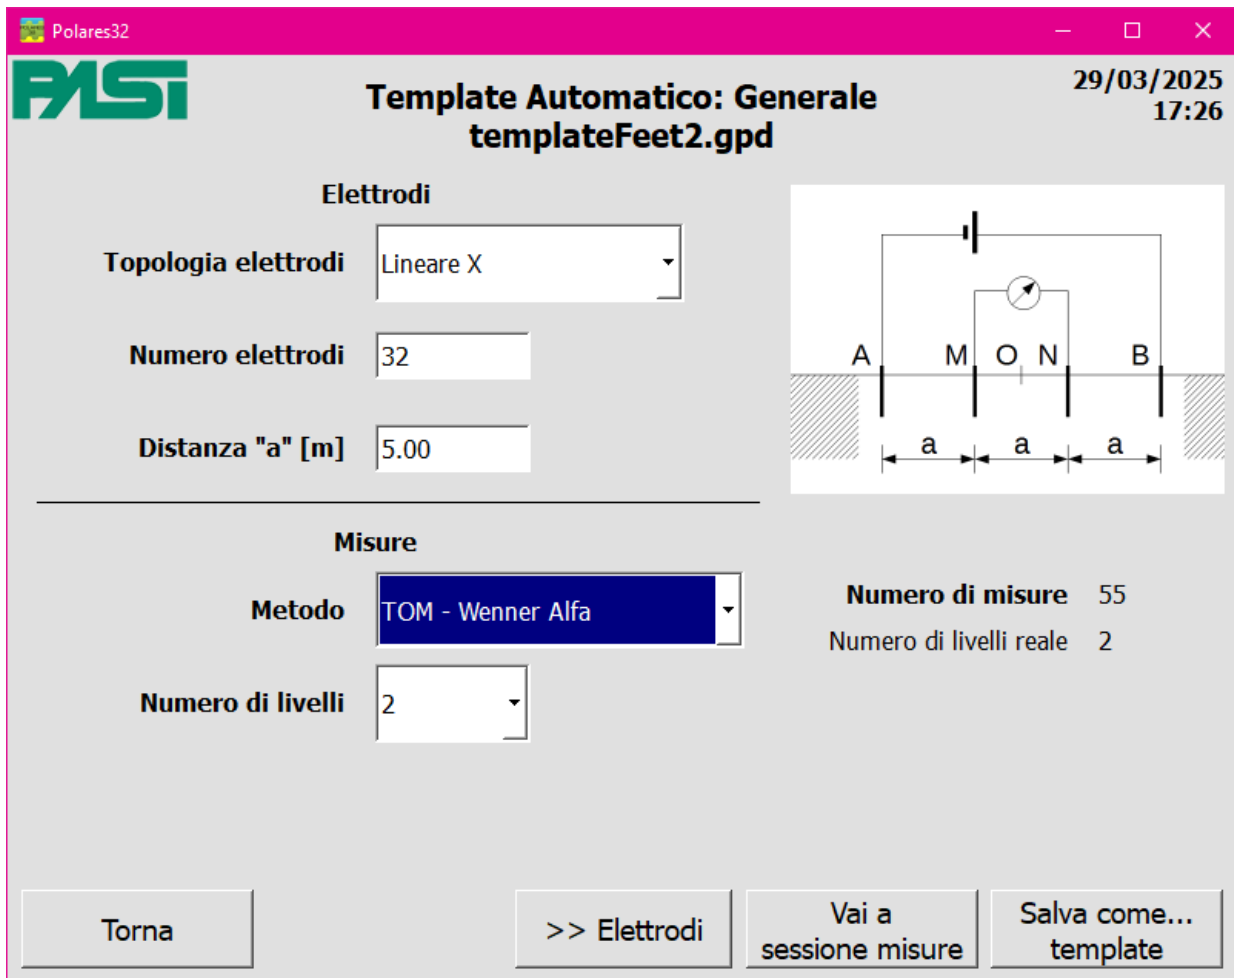 Polares32
PASI
Template Automatico: Generale
templateFeet2.gpd
29/03/2025
17:26
Elettrodi
Topologia elettrodi
Lineare X
Numero elettrodi
32
Distanza "a" [m]
5.00
A M O N B
a a a
Misure
Metodo
TOM - Wenner Alfa
Numero di livelli
2
Numero di misure 55
Numero di livelli reale 2
Torna
>> Elettrodi
Vai a
sessione misure
Salva come...
template